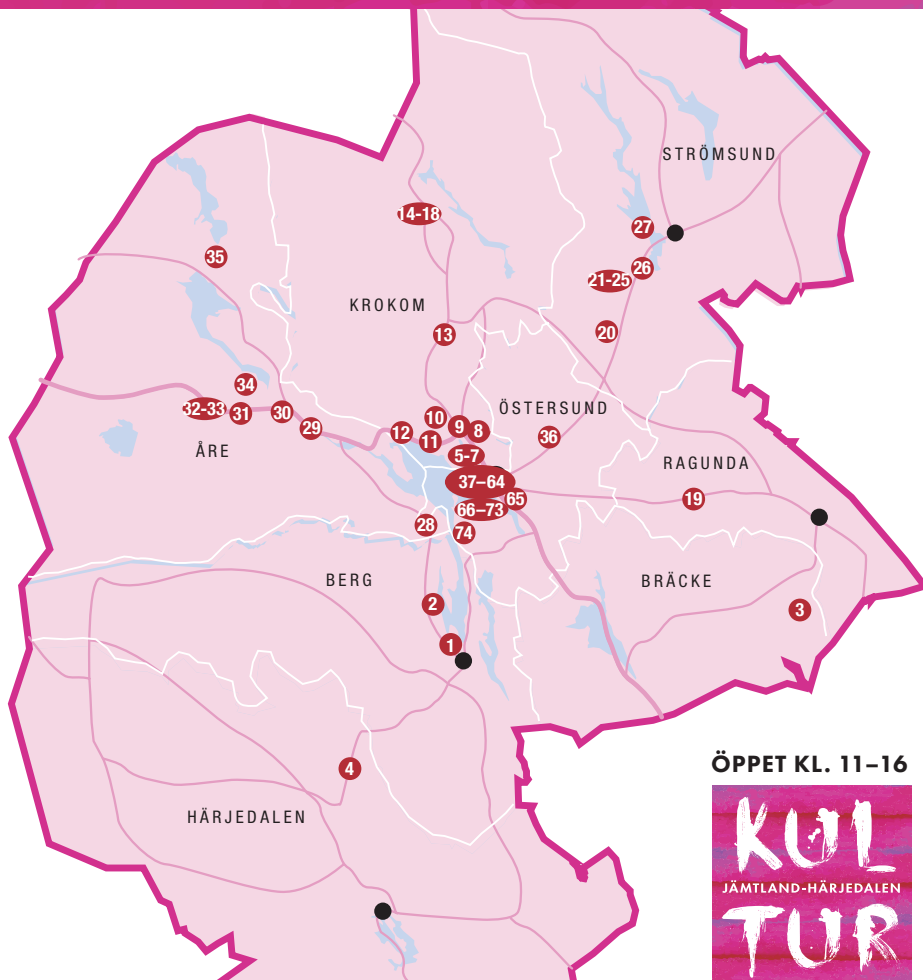 STRÖMSUND
14-18
27
35
26
21-25
KROKOM
20
13
34
32-33
31
30
29
10
9
8
ÖSTERSUND
12
11
36
ÅRE
5-7
RAGUNDA
37–64
65
19
66–73
28
74
BERG
BRÄCKE
2
3
1
4
HÄRJEDALEN
ÖPPET KL. 11–16
KUL
JÄMTLAND-HÄRJEDALEN
TUR